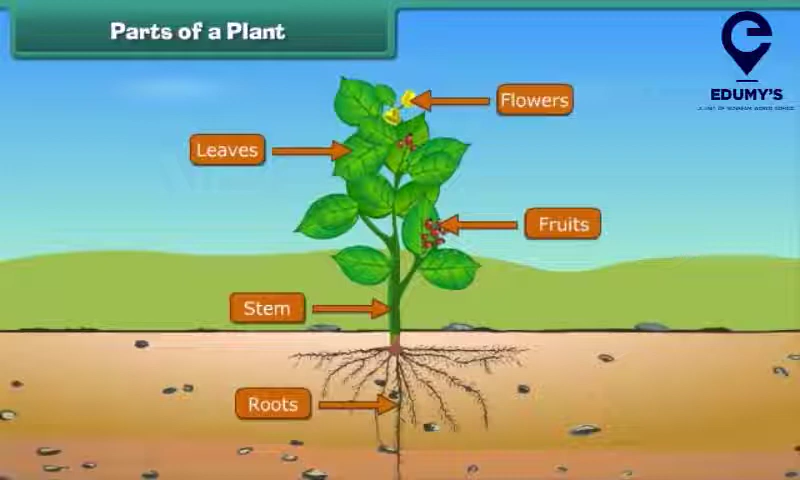 Parts of a Plant
EDUMY'S
Flowers
Leaves
Fruits
Stem
Roots